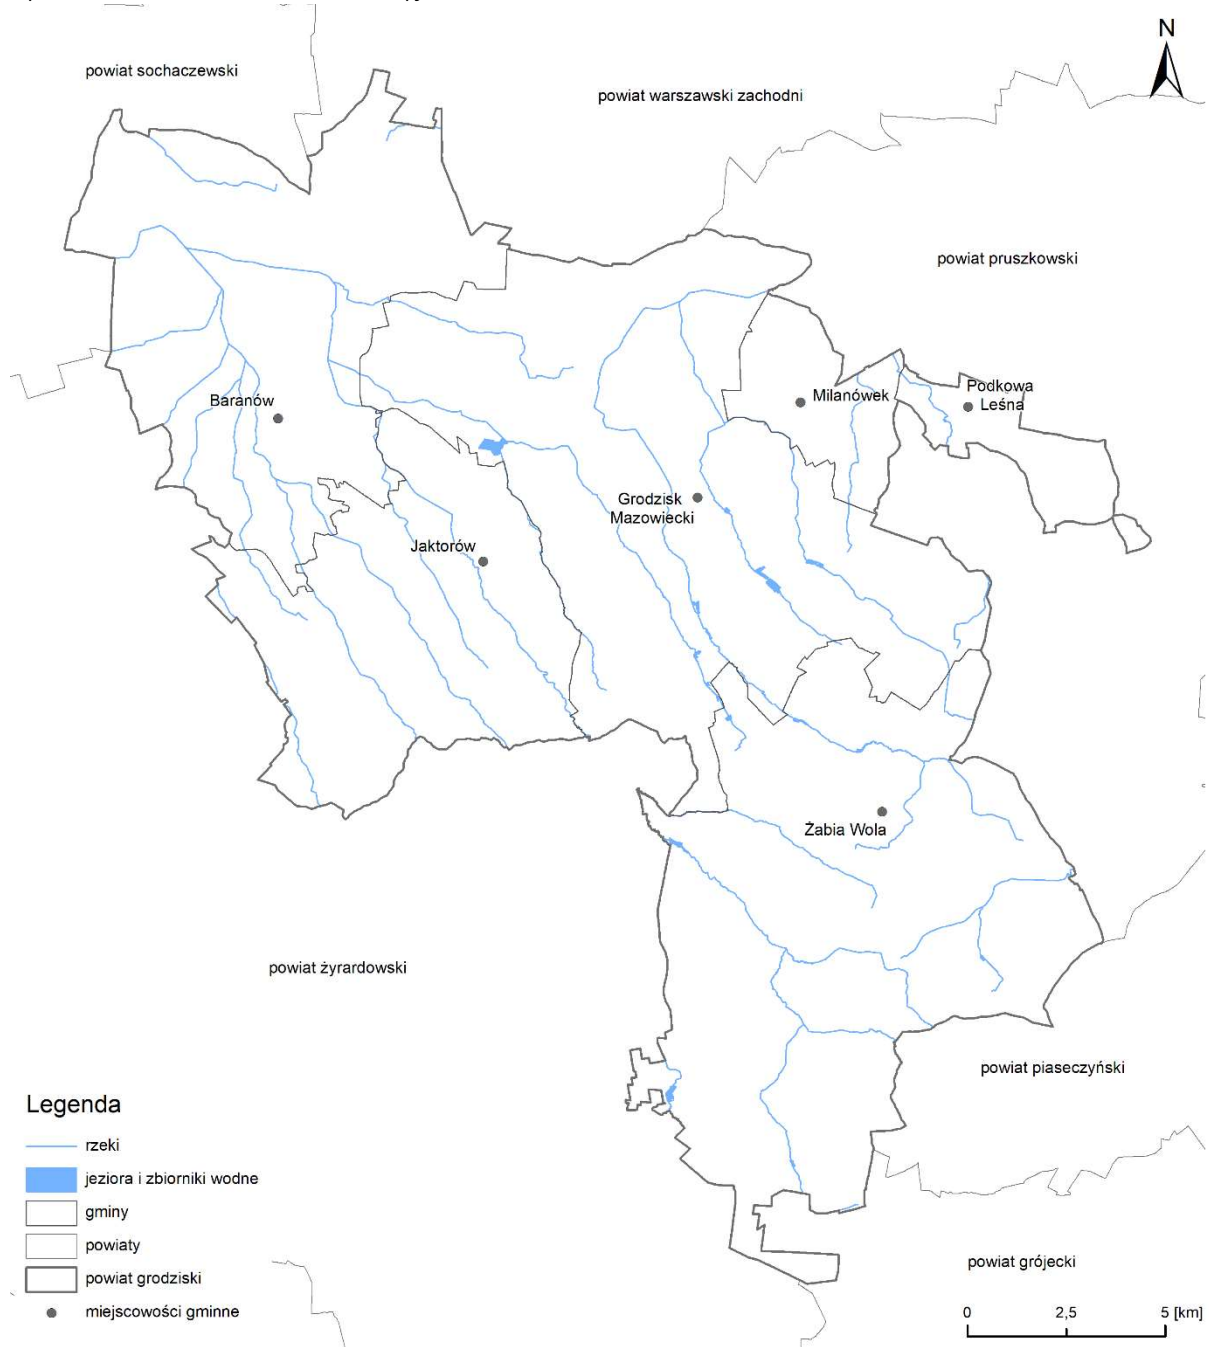 N
powiat sochaczewski
powiat warszawski zachodni
powiat pruszkowski
Podkowa
Leśna
Milanówek
Baranów
Grodzisk
Mazowiecki
Jaktorów
Żabia Wola
powiat żyrardowski
powiat piaseczyński
Legenda
rzeki
jeziora i zbiorniki wodne
gminy
powiaty
powiat grodziski
miejscowości gminne
powiat grójecki
0 2,5 5 [km]